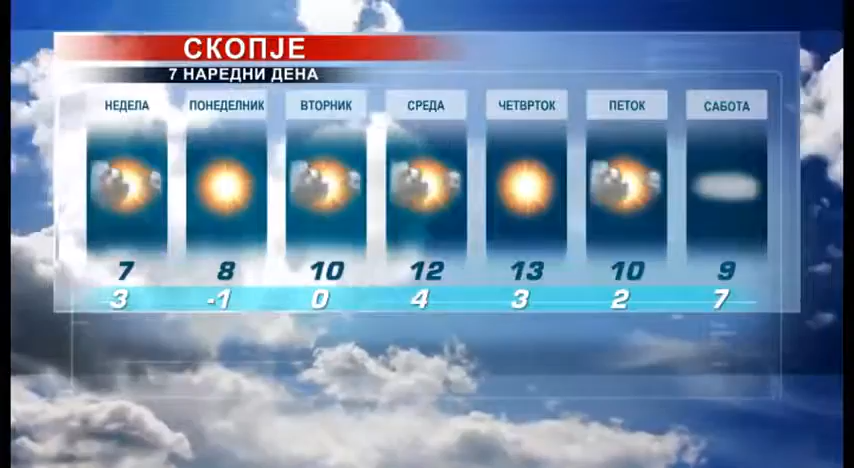 СКОПЈЕ
7 НАРЕДНИ ДЕНА
НЕДЕЛА ПОНЕДЕЛНИК ВТОРНИК СРЕДА ЧЕТВРТОК ПЕТОК САБОТА
7 8 10 12 13 10 9
3 -1 0 4 3 2 7